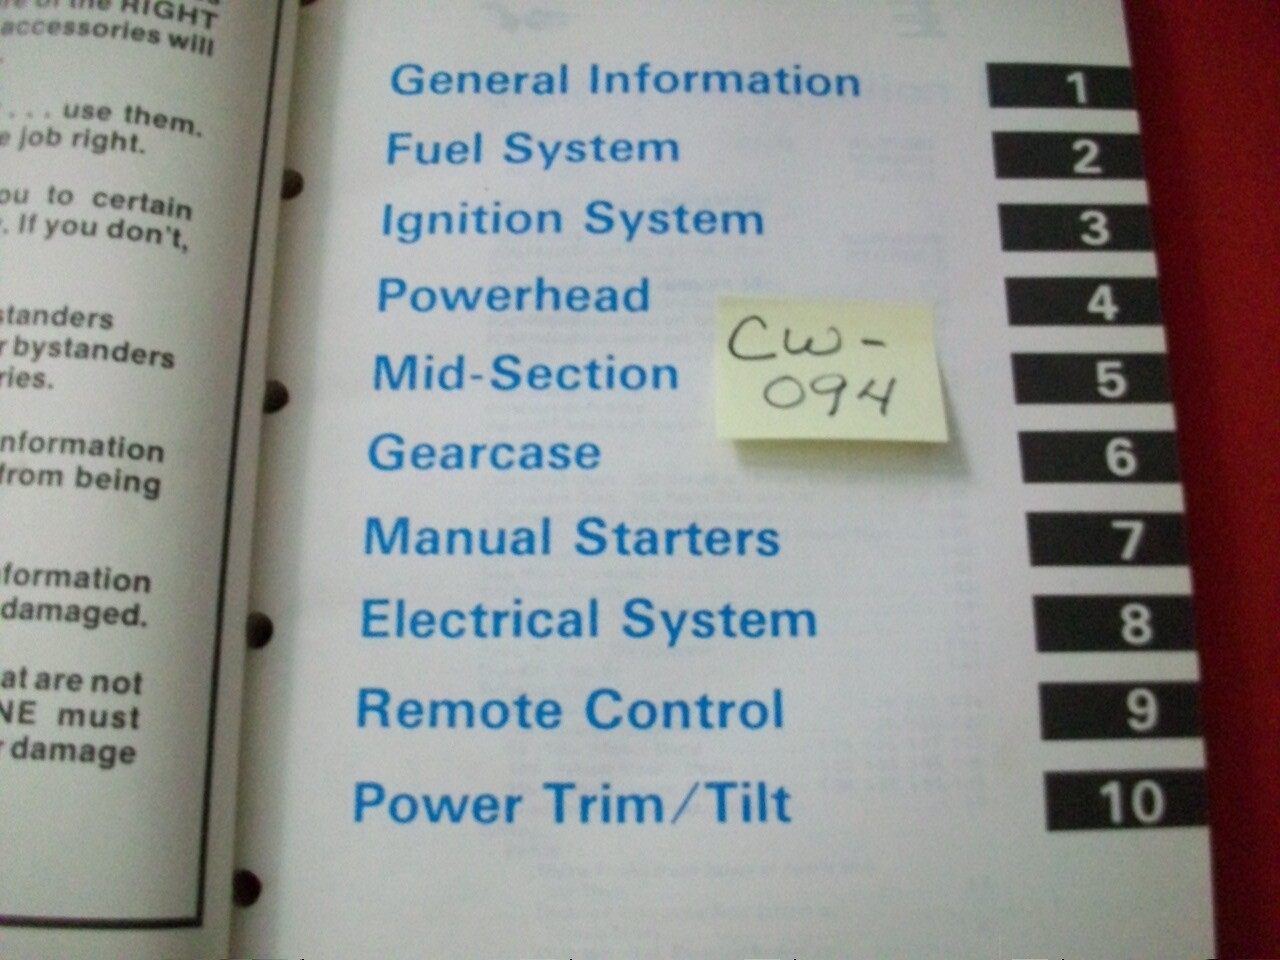 the RIGHT
accessories will
. . . use them.
job right.
ou to certain
. If you don't,
standers
r bystanders
ries.
nformation
from being
formation
damaged.
at are not
NE must
r damage
General Information 1
Fuel System 2
Ignition System 3
Powerhead 4
Mid-Section 5
Gearcase 6
Manual Starters 7
Electrical System 8
Remote Control 9
Power Trim/Tilt 10
CW-
094